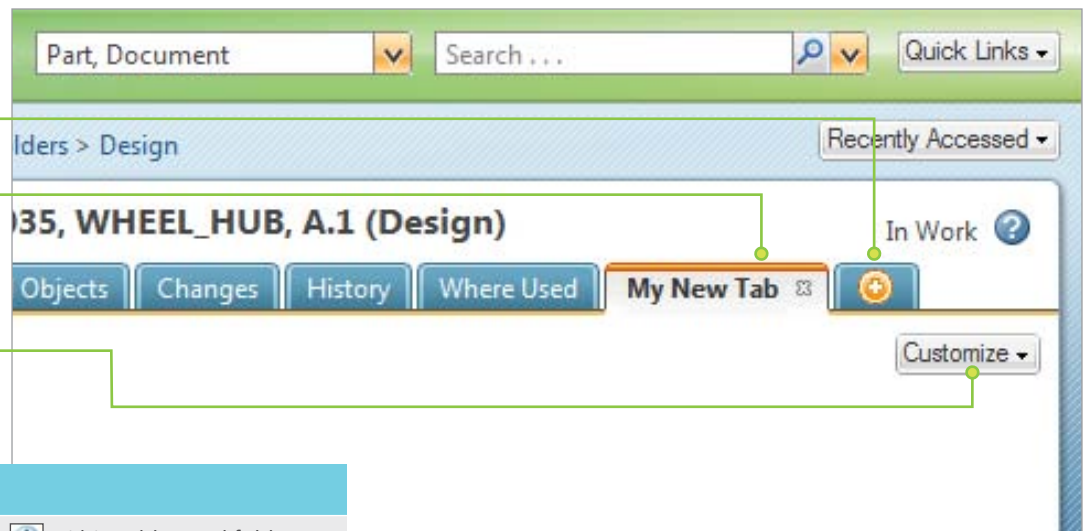 Part, Document Search . . . Quick Links
lders > Design Recently Accessed
035, WHEEL_HUB, A.1 (Design) In Work
Objects Changes History Where Used My New Tab
Customize